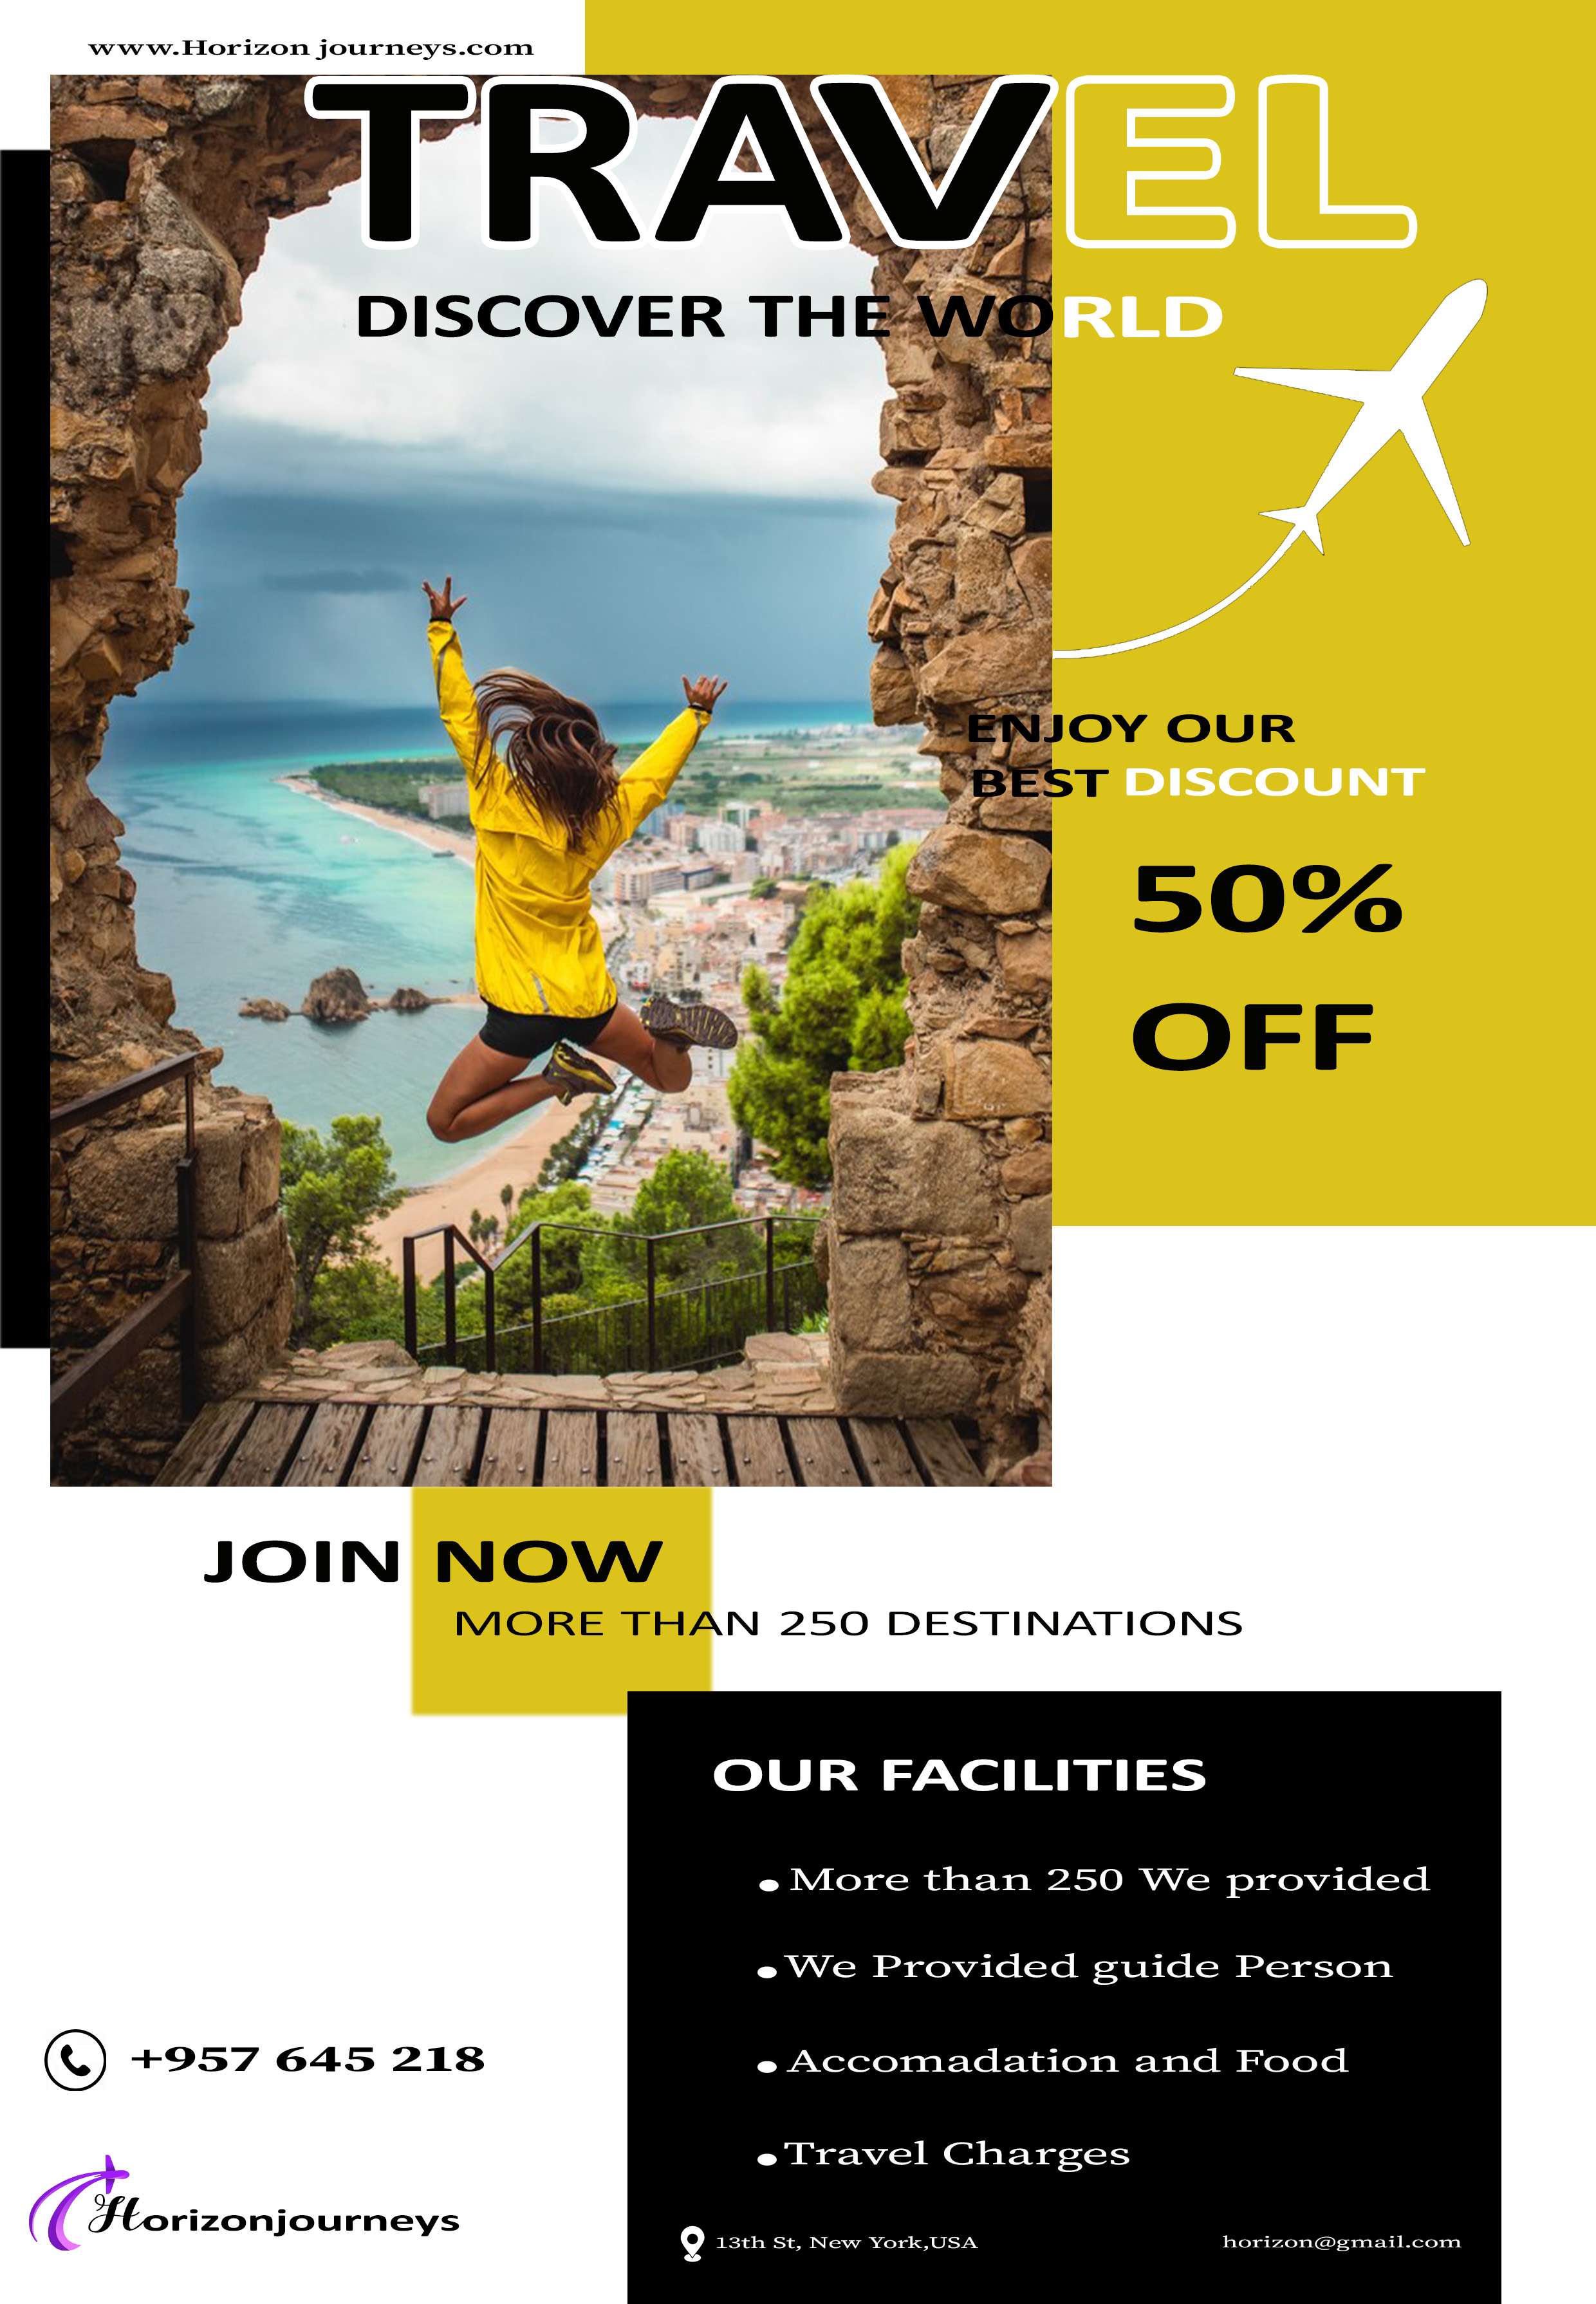 www.Horizon journeys.com
TRAVEL
DISCOVER THE WORLD
ENJOY OUR
BEST DISCOUNT
50%
OFF
JOIN NOW
MORE THAN 250 DESTINATIONS
OUR FACILITIES
• More than 250 We provided
• We Provided guide Person
• Accomadation and Food
• Travel Charges
+957 645 218
Horizonjourneys
13th St, New York,USA
horizon@gmail.com